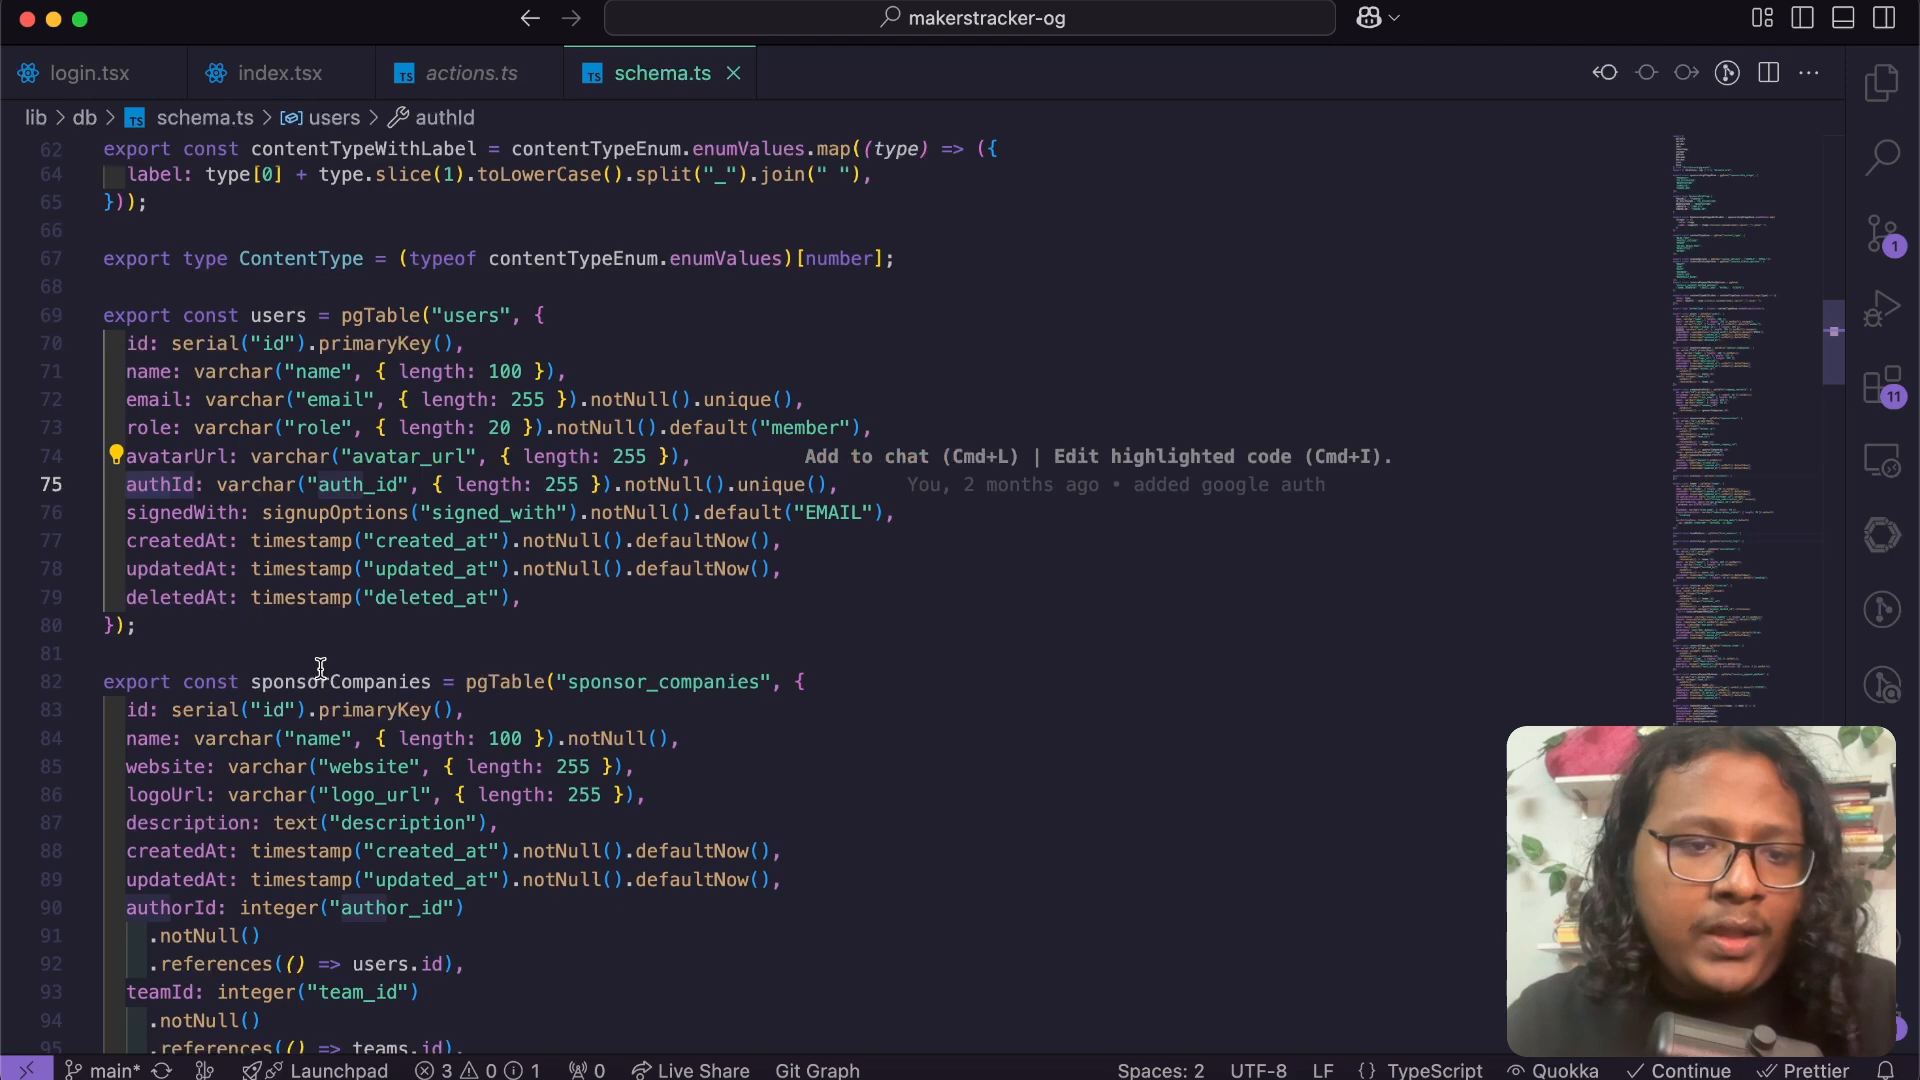 makerstracker-og
login.tsx
index.tsx
TS actions.ts
TS schema.ts
lib > db > TS schema.ts > users > authId
62 export const contentTypeWithLabel = contentTypeEnum.enumValues.map((type) => ({
64 label: type[0] + type.slice(1).toLowerCase().split("_").join(" "),
65 }));
66
67 export type ContentType = (typeof contentTypeEnum.enumValues)[number];
68
69 export const users = pgTable("users", {
70 id: serial("id").primaryKey(),
71 name: varchar("name", { length: 100 }),
72 email: varchar("email", { length: 255 }).notNull().unique(),
73 role: varchar("role", { length: 20 }).notNull().default("member"),
74 avatarUrl: varchar("avatar_url", { length: 255 }), Add to chat (Cmd+L) | Edit highlighted code (Cmd+I).
75 authId: varchar("auth_id", { length: 255 }).notNull().unique(), You, 2 months ago • added google auth
76 signedWith: signupOptions("signed_with").notNull().default("EMAIL"),
77 createdAt: timestamp("created_at").notNull().defaultNow(),
78 updatedAt: timestamp("updated_at").notNull().defaultNow(),
79 deletedAt: timestamp("deleted_at"),
80 });
81
82 export const sponsorCompanies = pgTable("sponsor_companies", {
83 id: serial("id").primaryKey(),
84 name: varchar("name", { length: 100 }).notNull(),
85 website: varchar("website", { length: 255 }),
86 logoUrl: varchar("logo_url", { length: 255 }),
87 description: text("description"),
88 createdAt: timestamp("created_at").notNull().defaultNow(),
89 updatedAt: timestamp("updated_at").notNull().defaultNow(),
90 authorId: integer("author_id")
91 .notNull()
92 .references(() => users.id),
93 teamId: integer("team_id")
94 .notNull()
95 .references(() => teams.id),
1
11
main* Launchpad 3 0 1 0 Live Share Git Graph Spaces: 2 UTF-8 LF {} TypeScript Quokka Continue Prettier